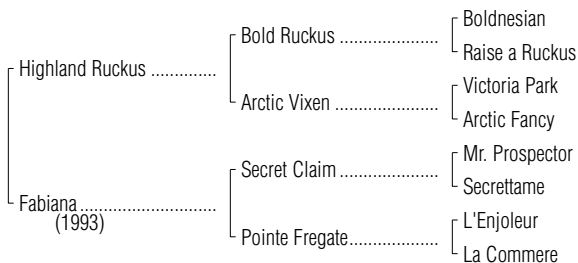 Boldnesian
Bold Ruckus ....................
Raise a Ruckus
Highland Ruckus .............
Victoria Park
Arctic Vixen .....................
Arctic Fancy
Mr. Prospector
Secret Claim ....................
Secrettame
Fabiana ...........................
(1993)
L'Enjoleur
Pointe Fregate ..................
La Commere